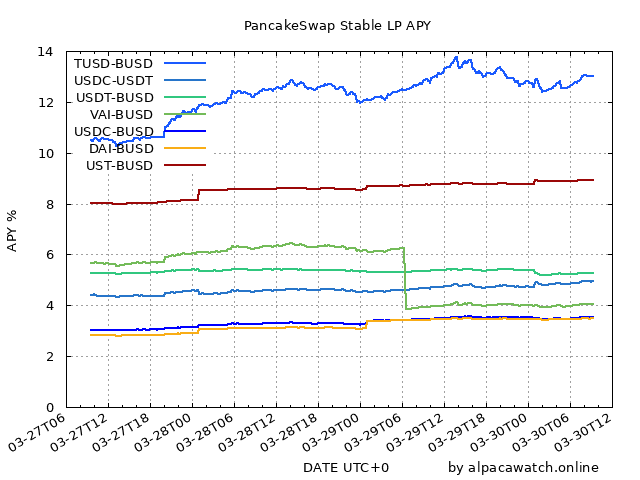 PancakeSwap Stable LP APY
14
12
10
8
6
4
2
0
APY %
TUSD-BUSD
USDC-USDT
USDT-BUSD
VAI-BUSD
USDC-BUSD
DAI-BUSD
UST-BUSD
03-27T06
03-27T12
03-27T18
03-28T00
03-28T06
03-28T12
03-28T18
03-29T00
03-29T06
03-29T12
03-29T18
03-30T00
03-30T06
03-30T12
DATE UTC+0
by alpacawatch.online